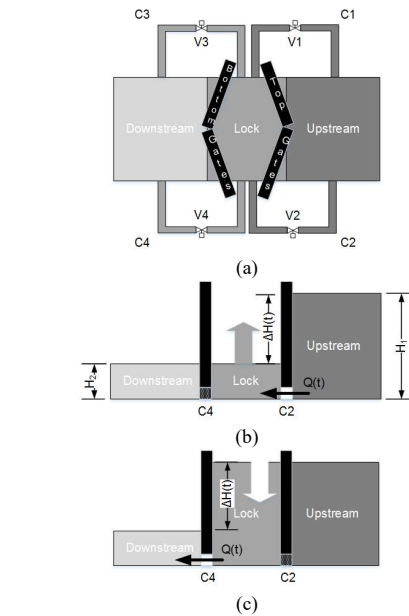 C3 C1
V3 V1
Bottom Gates
Top Gates
Downstream Lock Upstream
V4 V2
C4 C2
(a)
ΔH(t)
H₁
Upstream
H₂
Downstream Lock Q(t)
C4 C2
(b)
ΔH(t)
Lock Upstream
Downstream Q(t)
C4 C2
(c)